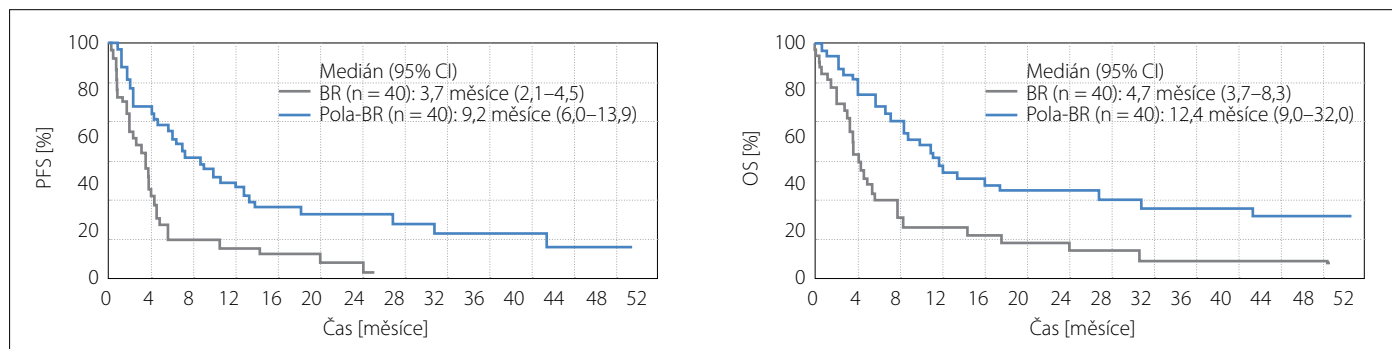 PFS [%]
100
80
60
40
20
0
Medián (95% CI)
BR (n = 40): 3,7 měsíce (2,1–4,5)
Pola-BR (n = 40): 9,2 měsíce (6,0–13,9)
0 4 8 12 16 20 24 28 32 36 40 44 48 52
Čas [měsíce]
OS [%]
100
80
60
40
20
0
Medián (95% CI)
BR (n = 40): 4,7 měsíce (3,7–8,3)
Pola-BR (n = 40): 12,4 měsíce (9,0–32,0)
0 4 8 12 16 20 24 28 32 36 40 44 48 52
Čas [měsíce]